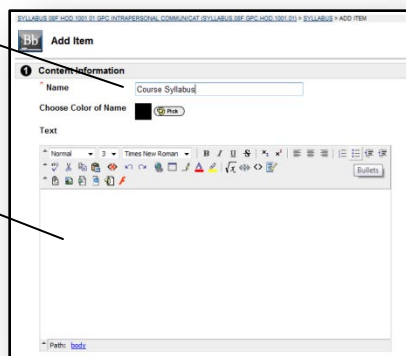 SYLLABUS.08F.HOD.1001.01 GPC INTRAPERSONAL COMMUNICAT (SYLLABUS.08F.GPC.HOD.1001.01) > SYLLABUS > ADD ITEM
Bb Add Item
1 Content Information
* Name Course Syllabus
Choose Color of Name Pick
Text
Normal 3 Times New Roman B I U S x₂ x²
Bullets
Path: body